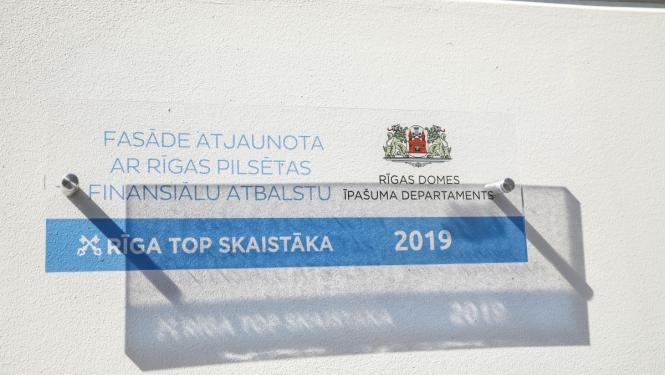 FASĀDE ATJAUNOTA
AR RĪGAS PILSĒTAS
FINANSIĀLU ATBALSTU
RĪGAS DOMES
ĪPAŠUMA DEPARTAMENTS
RĪGA TOP SKAISTĀKA 2019